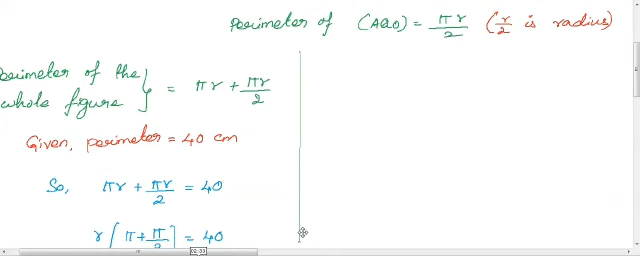 Perimeter of (AQO) = πr/2 (r/2 is radius)
Perimeter of the whole figure } = πr + πr/2
Given, perimeter = 40 cm
So, πr + πr/2 = 40
r [π + π/2] = 40